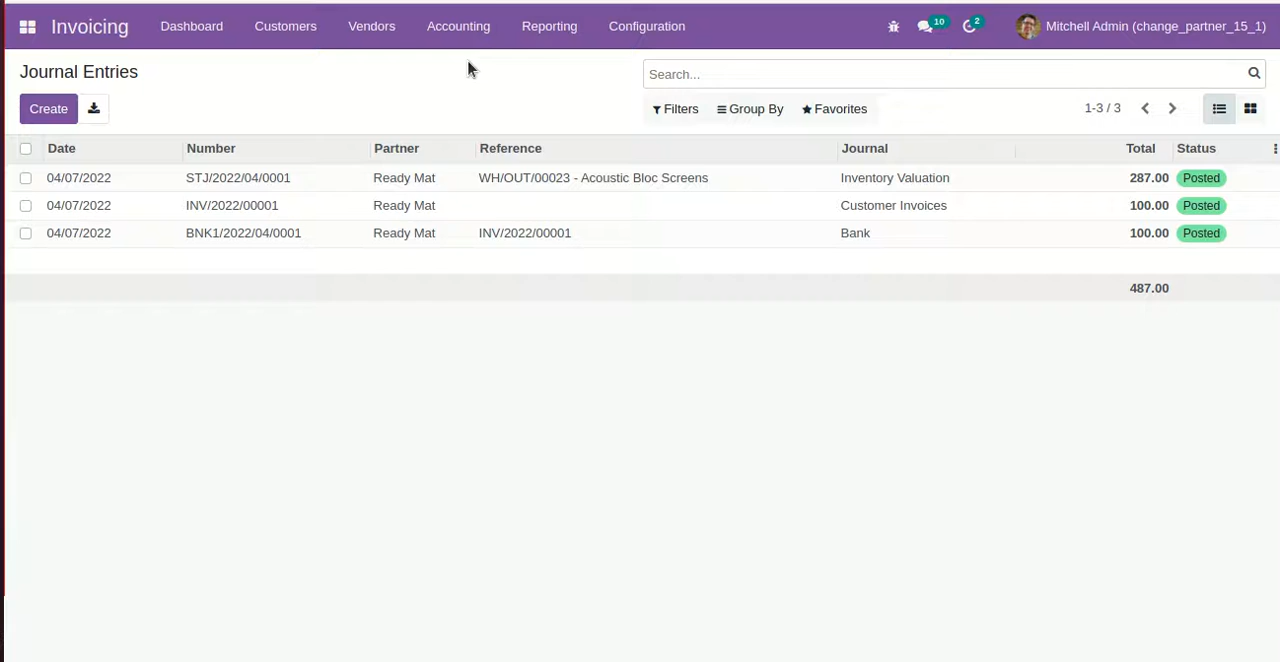 Invoicing Dashboard Customers Vendors Accounting Reporting Configuration 10 2 Mitchell Admin (change_partner_15_1)
Journal Entries
Search...
Create Filters Group By Favorites 1-3 / 3
Date Number Partner Reference Journal Total Status
04/07/2022 STJ/2022/04/0001 Ready Mat WH/OUT/00023 - Acoustic Bloc Screens Inventory Valuation 287.00 Posted
04/07/2022 INV/2022/00001 Ready Mat Customer Invoices 100.00 Posted
04/07/2022 BNK1/2022/04/0001 Ready Mat INV/2022/00001 Bank 100.00 Posted
487.00